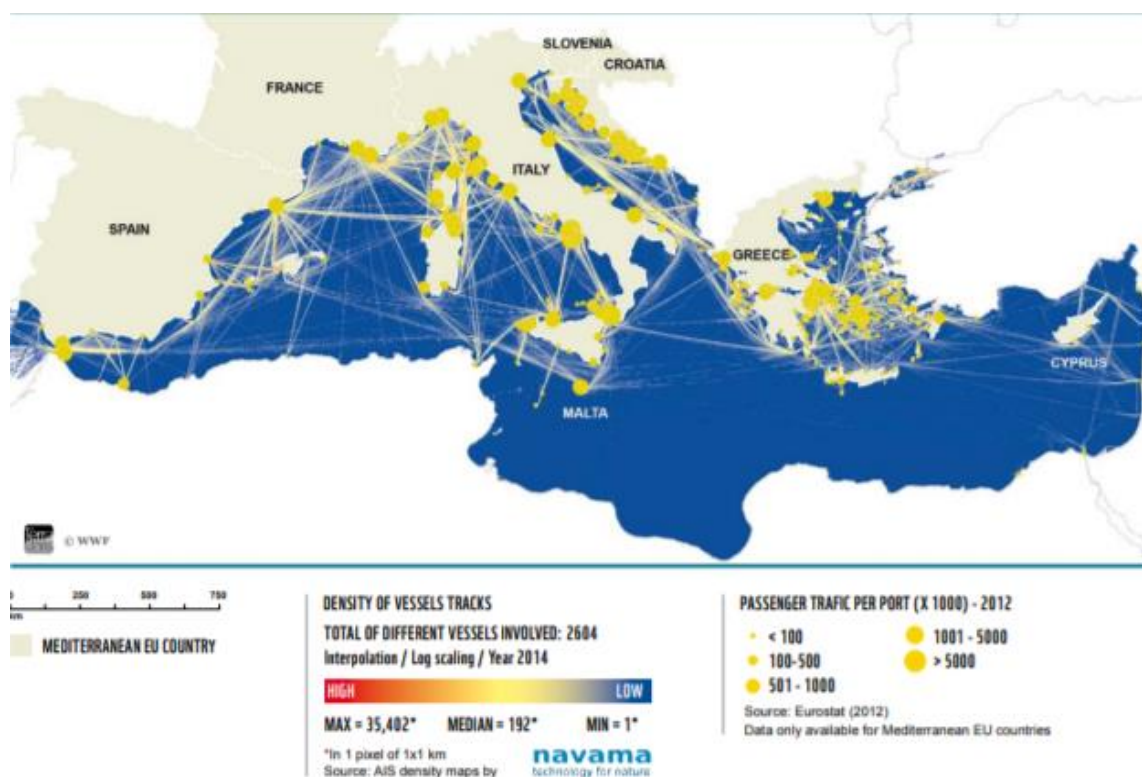 SLOVENIA
CROATIA
FRANCE
ITALY
SPAIN
GREECE
CYPRUS
MALTA
© WWF
250 500 750
MEDITERRANEAN EU COUNTRY
DENSITY OF VESSELS TRACKS
TOTAL OF DIFFERENT VESSELS INVOLVED: 2604
Interpolation / Log scaling / Year 2014
HIGH LOW
MAX = 35,402* MEDIAN = 192* MIN = 1*
*In 1 pixel of 1x1 km
Source: AIS density maps by
navama
technology for nature
PASSENGER TRAFIC PER PORT (X 1000) - 2012
< 100
100-500
501 - 1000
1001 - 5000
> 5000
Source: Eurostat (2012)
Data only available for Mediterranean EU countries